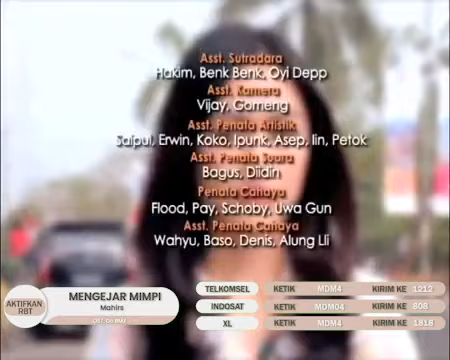 Asst. Sutradara
Hakim, Benk Benk, Oyi Depp
Asst. Kamera
Vijay, Gomeng
Asst. Penata Artistik
Saipul, Erwin, Koko, Ipunk, Asep, Iin, Petok
Asst. Penata Suara
Bagus, Diidin
Penata Cahaya
Flood, Pay, Schoby, Uwa Gun
Asst. Penata Cahaya
Wahyu, Baso, Denis, Alung Lli
AKTIFKAN RBT
MENGEJAR MIMPI
Mahirs
TELKOMSEL KETIK MDM4 KIRIM KE 1212
INDOSAT KETIK MDM04 KIRIM KE 808
XL KETIK KIRIM KE 1818